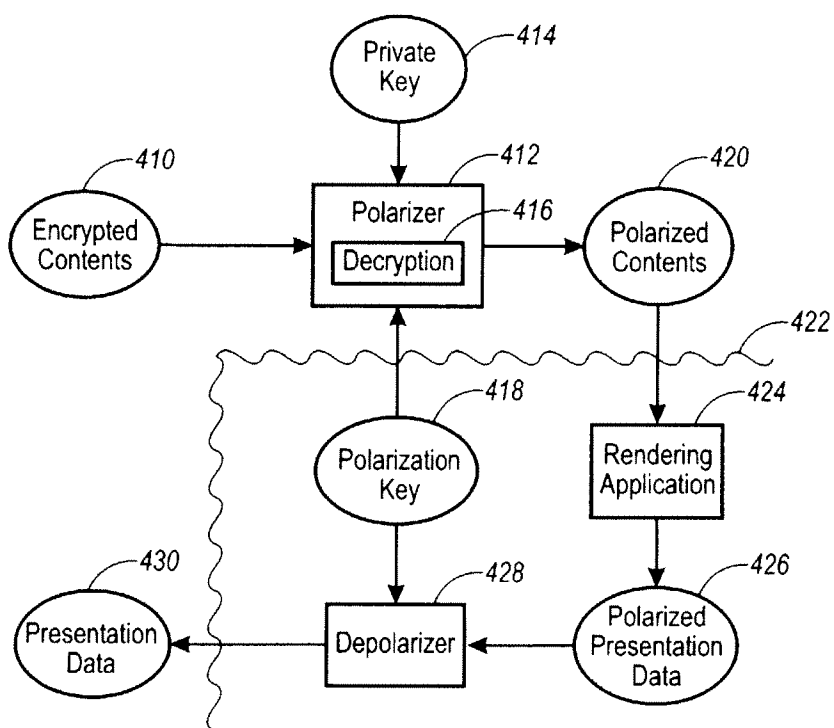 Private
Key
414
412
420
410
Polarizer
416
Encrypted
Contents
Decryption
Polarized
Contents
422
418
424
Polarization
Key
Rendering
Application
430
428
426
Presentation
Data
Depolarizer
Polarized
Presentation
Data